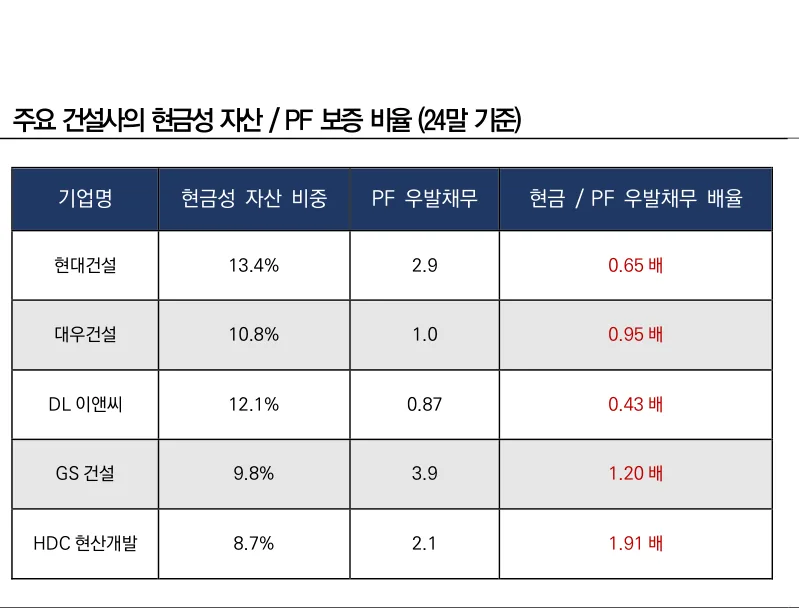 주요 건설사의 현금성 자산 / PF 보증 비율 (24말 기준)
기업명 현금성 자산 비중 PF 우발채무 현금 / PF 우발채무 배율
현대건설 13.4% 2.9 0.65 배
대우건설 10.8% 1.0 0.95 배
DL 이앤씨 12.1% 0.87 0.43 배
GS 건설 9.8% 3.9 1.20 배
HDC 현산개발 8.7% 2.1 1.91 배